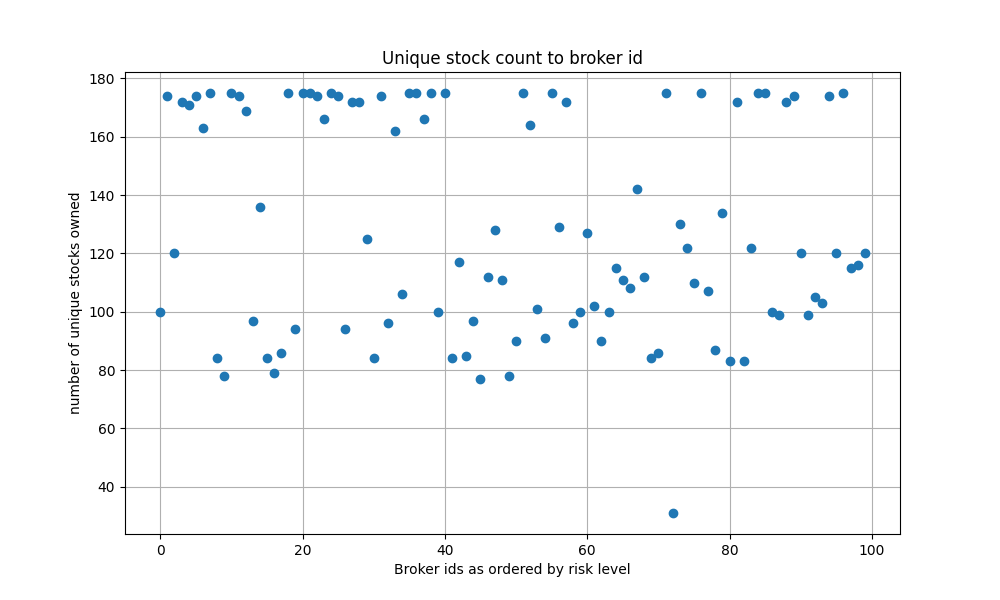 Unique stock count to broker id
number of unique stocks owned
180
160
140
120
100
80
60
40
0 20 40 60 80 100
Broker ids as ordered by risk level